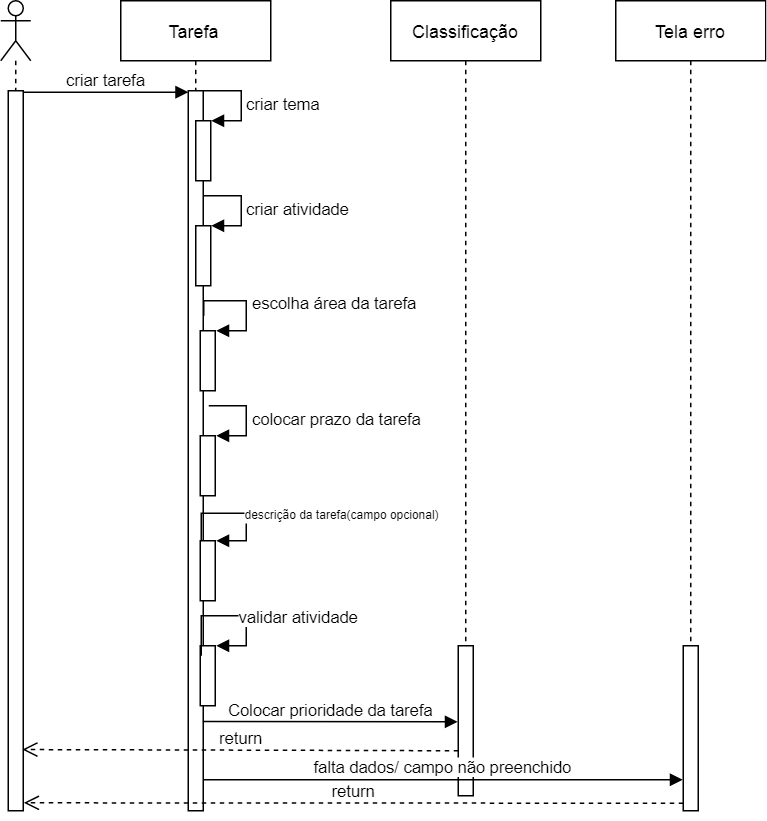 Tarefa
Classificação
Tela erro
criar tarefa
criar tema
criar atividade
escolha área da tarefa
colocar prazo da tarefa
descrição da tarefa(campo opcional)
validar atividade
Colocar prioridade da tarefa
return
falta dados/ campo não preenchido
return